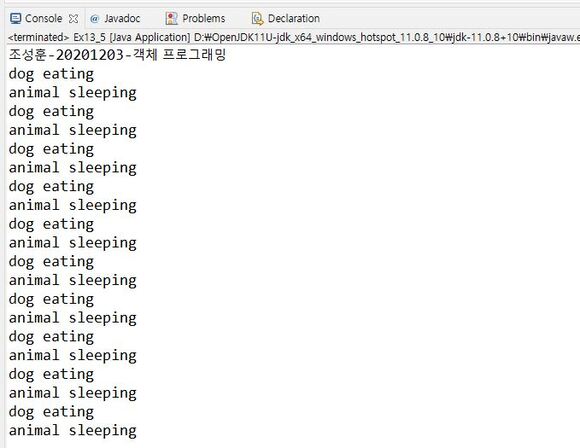 Console Javadoc Problems Declaration
<terminated> Ex13_5 [Java Application] D:₩OpenJDK11U-jdk_x64_windows_hotspot_11.0.8_10₩jdk-11.0.8+10₩bin₩javaw.e
조성훈-20201203-객체 프로그래밍
dog eating
animal sleeping
dog eating
animal sleeping
dog eating
animal sleeping
dog eating
animal sleeping
dog eating
animal sleeping
dog eating
animal sleeping
dog eating
animal sleeping
dog eating
animal sleeping
dog eating
animal sleeping
dog eating
animal sleeping